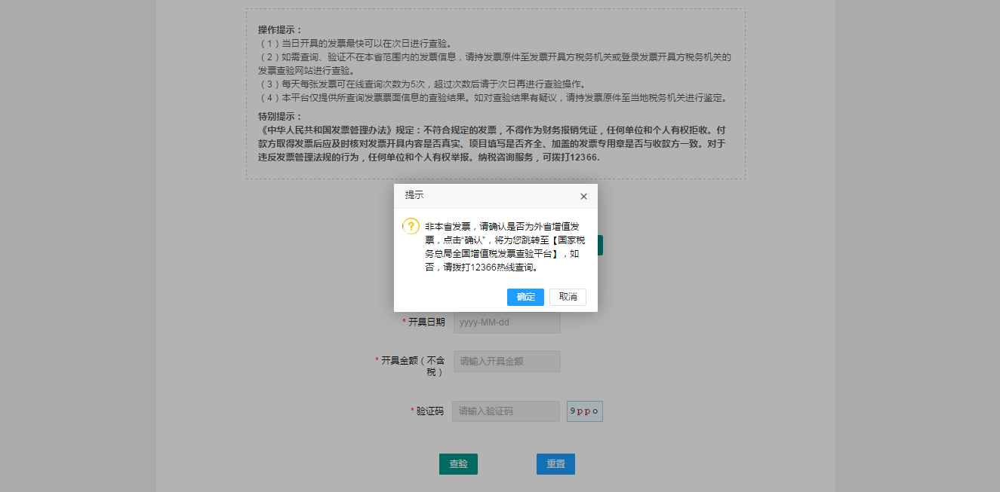 操作提示：
（1）当日开具的发票最快可以在次日进行查验。
（2）如需查询、验证不在本省范围内的发票信息，请持发票原件至发票开具方税务机关或登录发票开具方税务机关的
发票查验网站进行查验。
（3）每天每张发票可在线查询次数为5次，超过次数后请于次日再进行查验操作。
（4）本平台仅提供所查询发票票面信息的查验结果。如对查验结果有疑议，请持发票原件至当地税务机关进行鉴定。
特别提示：
《中华人民共和国发票管理办法》规定：不符合规定的发票，不得作为财务报销凭证，任何单位和个人有权拒收。付
款方取得发票后应及时核对发票开具内容是否真实、项目填写是否齐全、加盖的发票专用章是否与收款方一致。对于
违反发票管理法规的行为，任何单位和个人有权举报。纳税咨询服务，可拨打12366.
提示
×
?
非本省发票，请确认是否为外省增值发
票，点击“确认”，将为您跳转至【国家税
务总局全国增值税发票查验平台】，如
否，请拨打12366热线查询。
确定 取消
* 开具日期 yyyy-MM-dd
* 开具金额（不含
税） 请输入开具金额
* 验证码 请输入验证码 9ppo
查验 重置